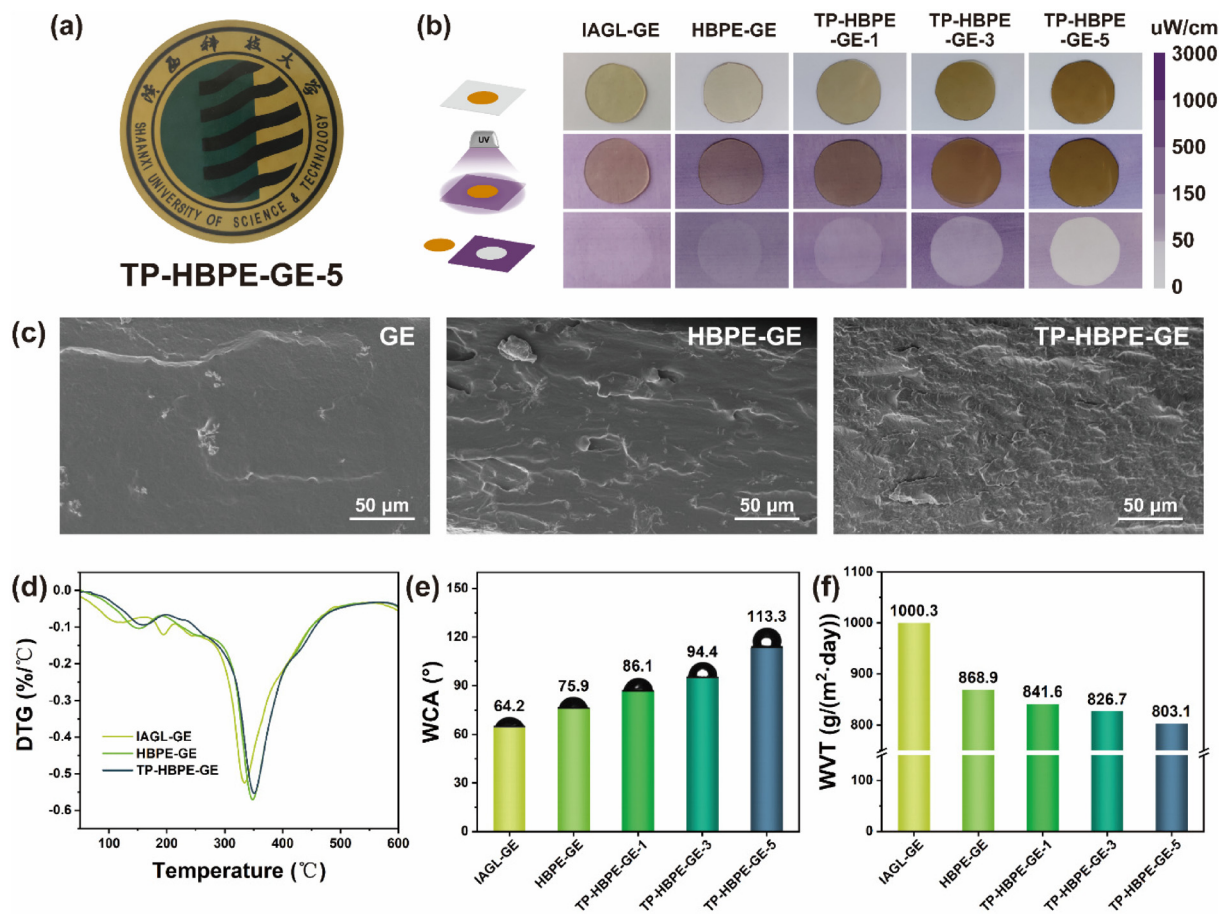 (a)
陕西科技大学
SHANXI UNIVERSITY OF SCIENCE & TECHNOLOGY
TP-HBPE-GE-5
(b)
IAGL-GE
HBPE-GE
TP-HBPE
-GE-1
TP-HBPE
-GE-3
TP-HBPE
-GE-5
uW/cm
3000
1000
500
150
50
0
UV
(c)
GE
50 μm
HBPE-GE
50 μm
TP-HBPE-GE
50 μm
(d)
DTG (%/℃)
0.0
-0.1
-0.2
-0.3
-0.4
-0.5
-0.6
IAGL-GE
HBPE-GE
TP-HBPE-GE
100 200 300 400 500 600
Temperature (℃)
(e)
WCA (°)
150
120
90
60
30
0
64.2
75.9
86.1
94.4
113.3
IAGL-GE
HBPE-GE
TP-HBPE-GE-1
TP-HBPE-GE-3
TP-HBPE-GE-5
(f)
WVT (g/(m²·day))
1100
1000
900
800
100
0
1000.3
868.9
841.6
826.7
803.1
IAGL-GE
HBPE-GE
TP-HBPE-GE-1
TP-HBPE-GE-3
TP-HBPE-GE-5